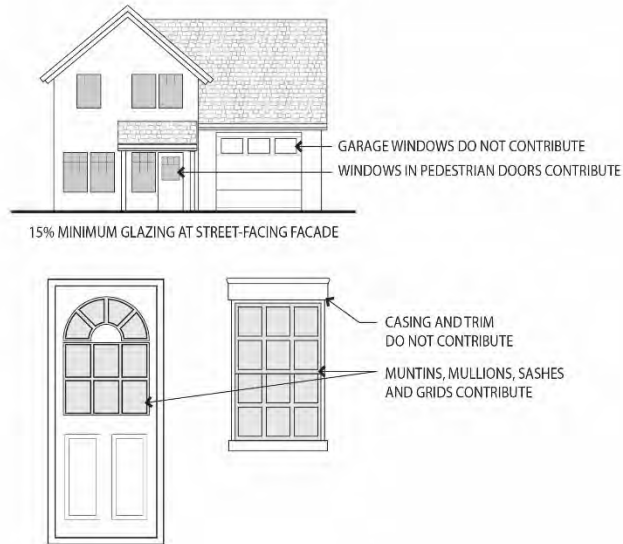 GARAGE WINDOWS DO NOT CONTRIBUTE
WINDOWS IN PEDESTRIAN DOORS CONTRIBUTE
15% MINIMUM GLAZING AT STREET-FACING FACADE
CASING AND TRIM
DO NOT CONTRIBUTE
MUNTINS, MULLIONS, SASHES
AND GRIDS CONTRIBUTE